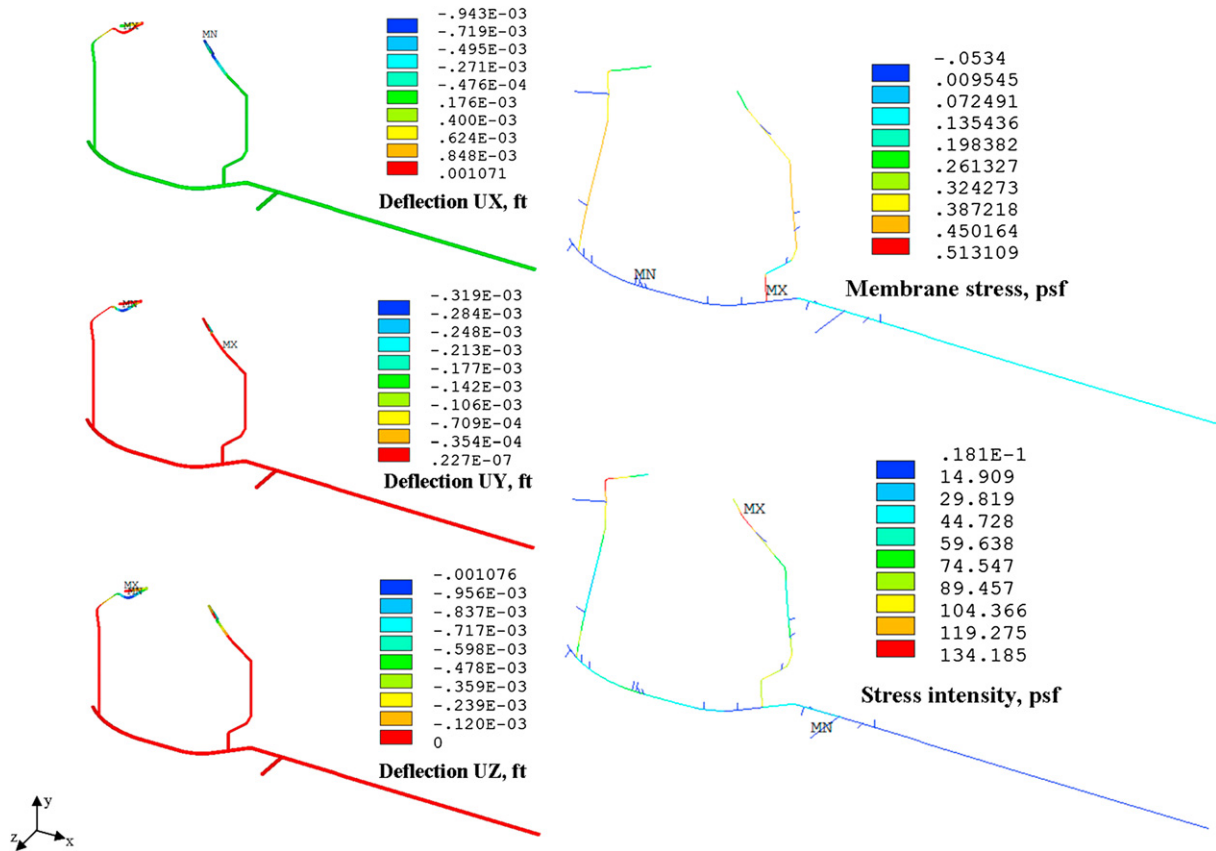 MX
MN
-.943E-03
-.719E-03
-.495E-03
-.271E-03
-.476E-04
.176E-03
.400E-03
.624E-03
.848E-03
.001071
Deflection UX, ft
MX
MN
MX
-.319E-03
-.284E-03
-.248E-03
-.213E-03
-.177E-03
-.142E-03
-.106E-03
-.709E-04
-.354E-04
.227E-07
Deflection UY, ft
MX
MN
-.001076
-.956E-03
-.837E-03
-.717E-03
-.598E-03
-.478E-03
-.359E-03
-.239E-03
-.120E-03
0
Deflection UZ, ft
y
z
x
MN
MX
-.0534
.009545
.072491
.135436
.198382
.261327
.324273
.387218
.450164
.513109
Membrane stress, psf
MX
MN
.181E-1
14.909
29.819
44.728
59.638
74.547
89.457
104.366
119.275
134.185
Stress intensity, psf